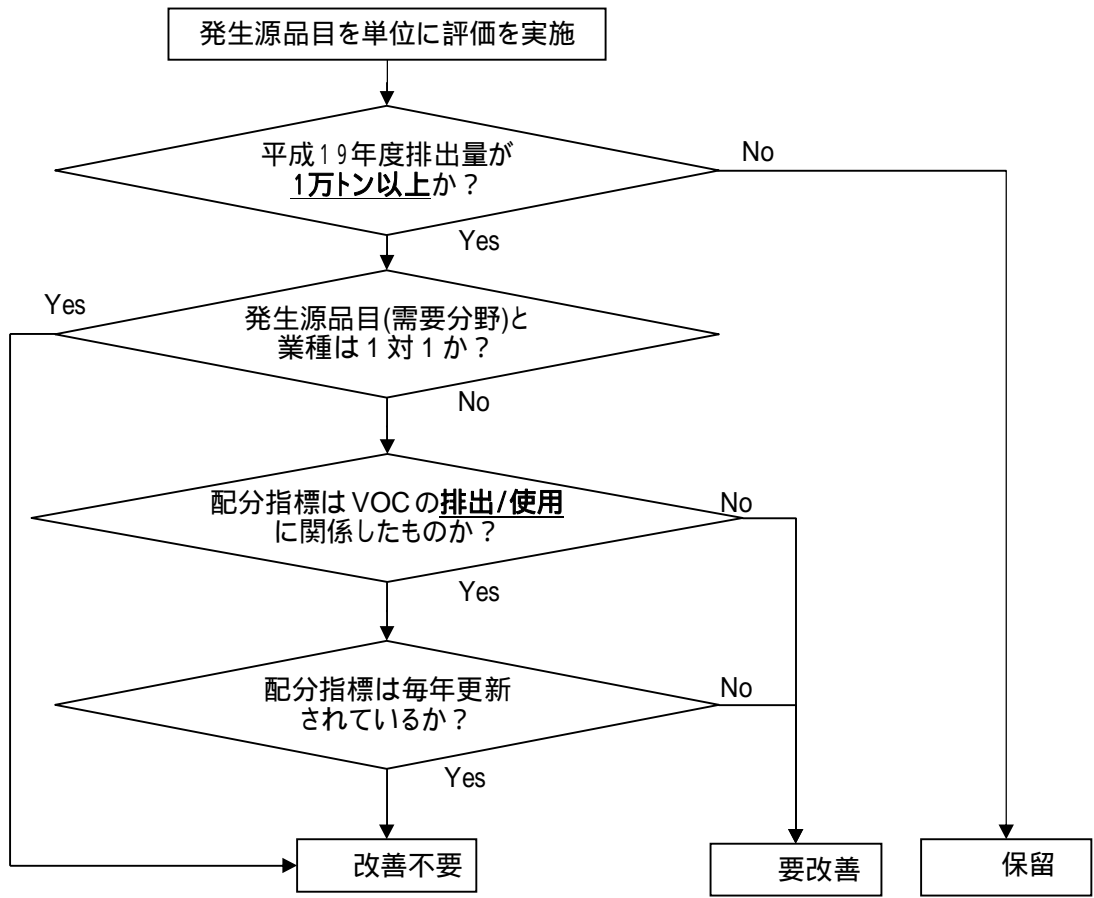 発生源品目を単位に評価を実施
平成19年度排出量が
1万トン以上か？
No
Yes
Yes
発生源品目(需要分野)と
業種は1対1か？
No
配分指標はVOCの排出/使用
に関係したものか？
No
Yes
配分指標は毎年更新
されているか？
No
Yes
改善不要
要改善
保留